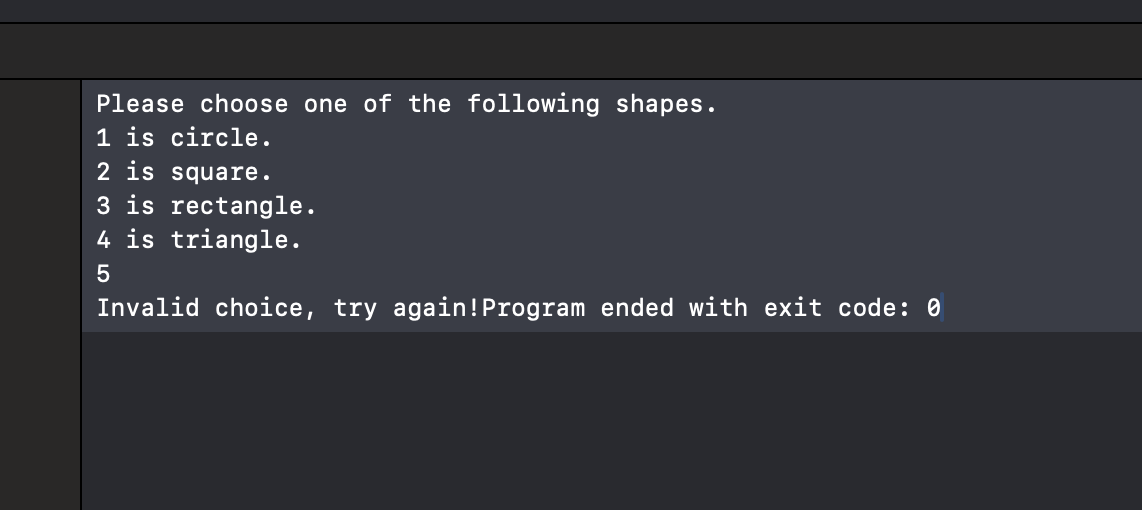 Please choose one of the following shapes.
1 is circle.
2 is square.
3 is rectangle.
4 is triangle.
5
Invalid choice, try again!Program ended with exit code: 0